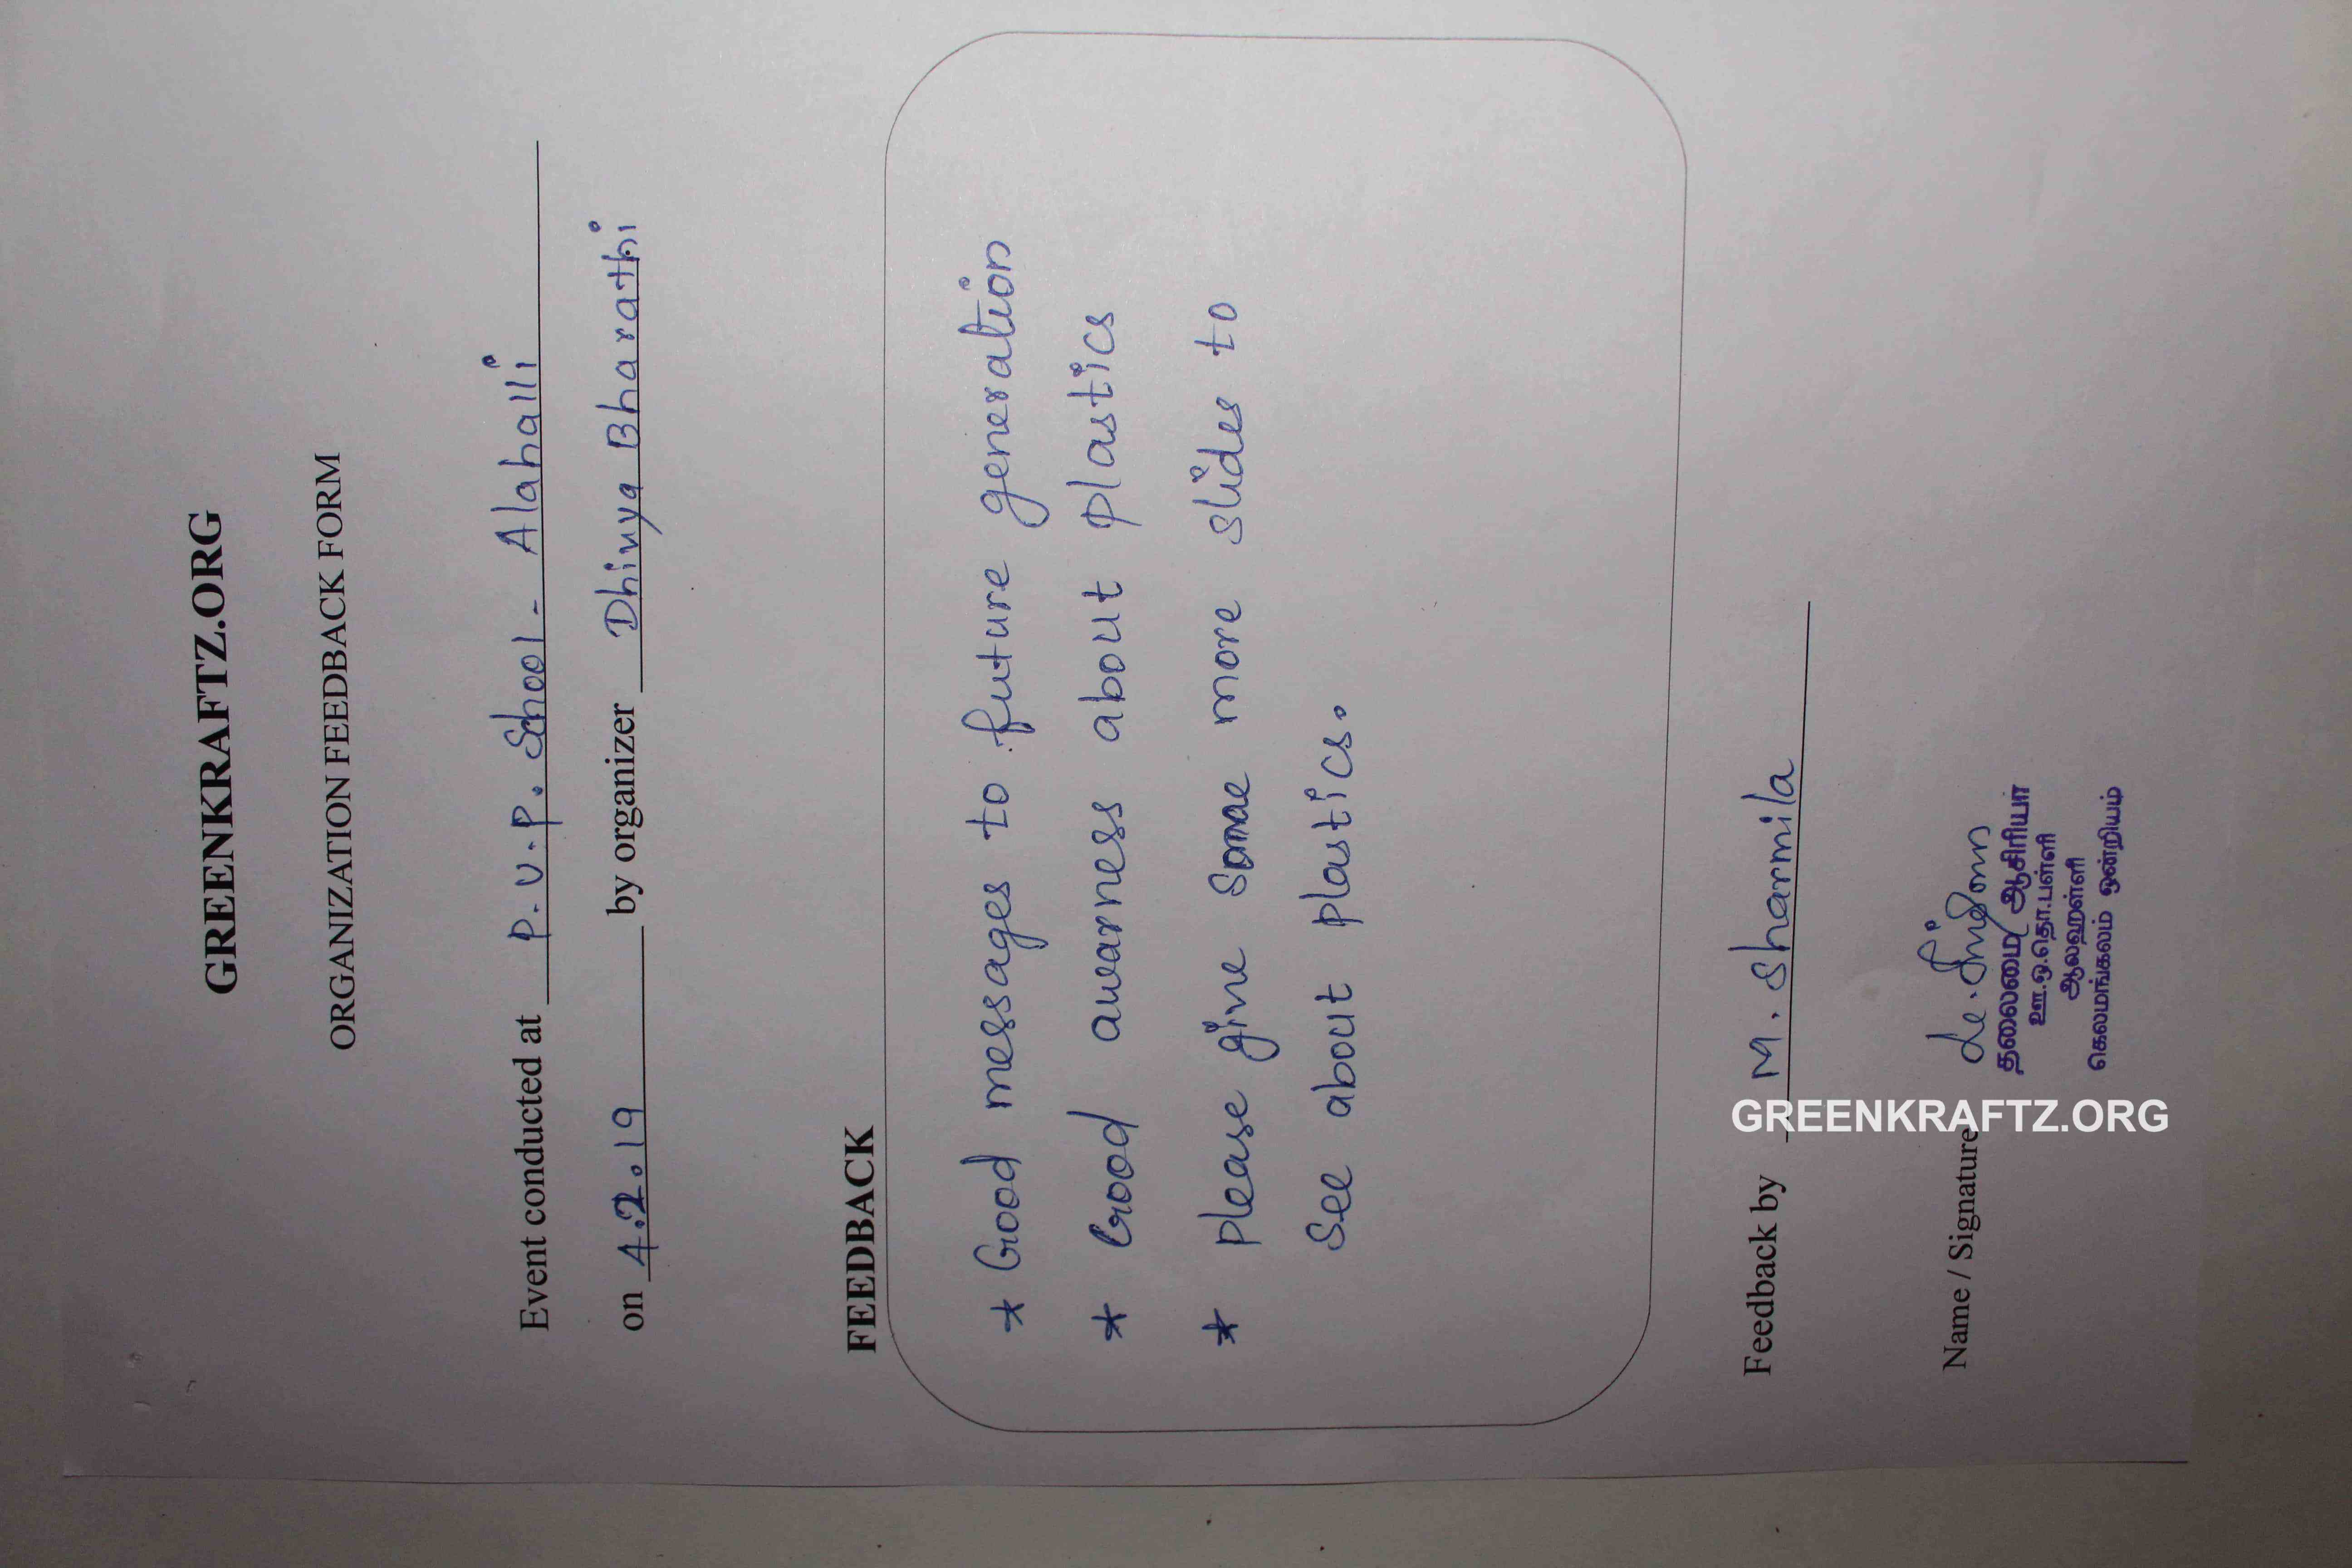 GREENKRAFTZ.ORG
ORGANIZATION FEEDBACK FORM
Event conducted at P.U.P. School - Alahalli
on 4.2.19 by organizer Dhivya Bharathi
FEEDBACK
* Good messages to future generation
* Good awarness about plastics
* please give some more slides to
see about plastics.
Feedback by M. Sharmila
GREENKRAFTZ.ORG
Name / Signature
தலைமை ஆசிரியர்
ஊ.ஒ.தொ.பள்ளி
ஆலஹள்ளி
கெலமங்கலம் ஒன்றியம்